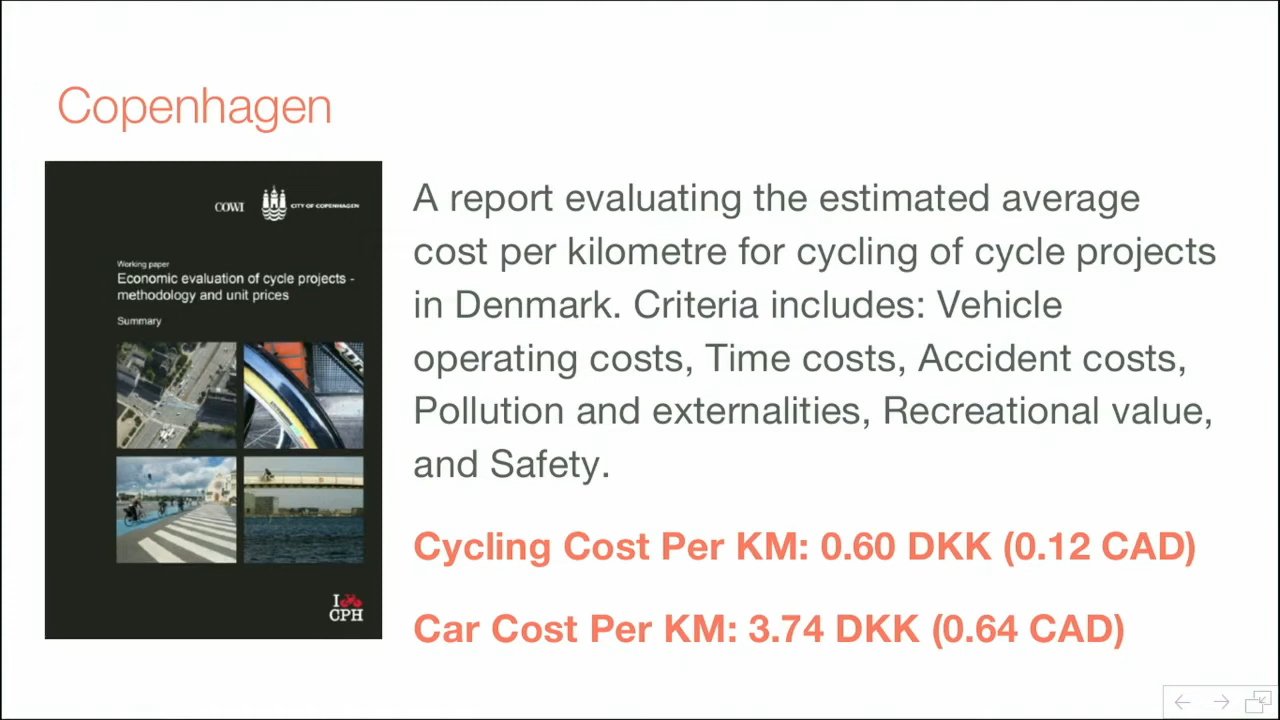 Copenhagen
COWI
CITY OF COPENHAGEN
Working paper
Economic evaluation of cycle projects -
methodology and unit prices
Summary
I
CPH
A report evaluating the estimated average
cost per kilometre for cycling of cycle projects
in Denmark. Criteria includes: Vehicle
operating costs, Time costs, Accident costs,
Pollution and externalities, Recreational value,
and Safety.
Cycling Cost Per KM: 0.60 DKK (0.12 CAD)
Car Cost Per KM: 3.74 DKK (0.64 CAD)